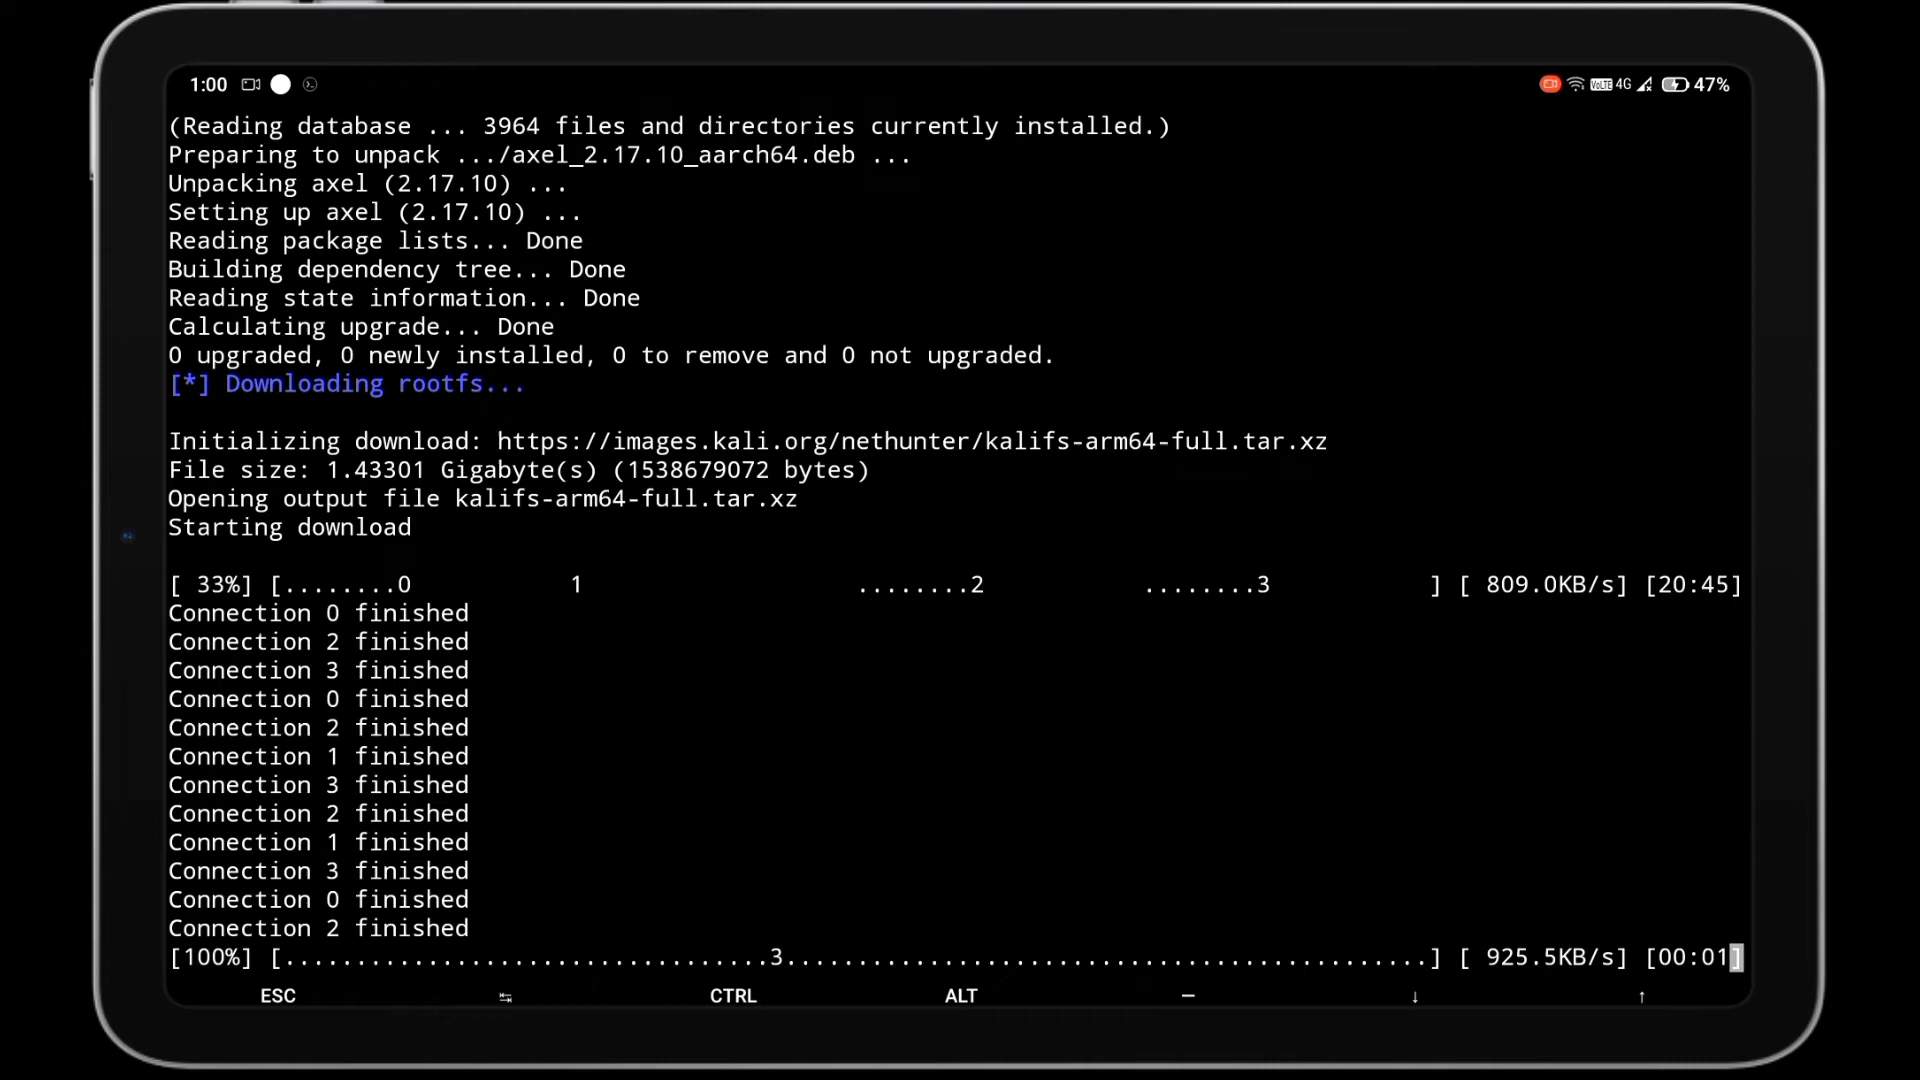 1:00 VoLTE 4G 47%
(Reading database ... 3964 files and directories currently installed.)
Preparing to unpack .../axel_2.17.10_aarch64.deb ...
Unpacking axel (2.17.10) ...
Setting up axel (2.17.10) ...
Reading package lists... Done
Building dependency tree... Done
Reading state information... Done
Calculating upgrade... Done
0 upgraded, 0 newly installed, 0 to remove and 0 not upgraded.
[*] Downloading rootfs...
Initializing download: https://images.kali.org/nethunter/kalifs-arm64-full.tar.xz
File size: 1.43301 Gigabyte(s) (1538679072 bytes)
Opening output file kalifs-arm64-full.tar.xz
Starting download
[ 33%] [........0 1 ........2 ........3 ] [ 809.0KB/s] [20:45]
Connection 0 finished
Connection 2 finished
Connection 3 finished
Connection 0 finished
Connection 2 finished
Connection 1 finished
Connection 3 finished
Connection 2 finished
Connection 1 finished
Connection 3 finished
Connection 0 finished
Connection 2 finished
[100%] [..................................3.............................................] [ 925.5KB/s] [00:01]
ESC ↹ CTRL ALT — ↓ ↑